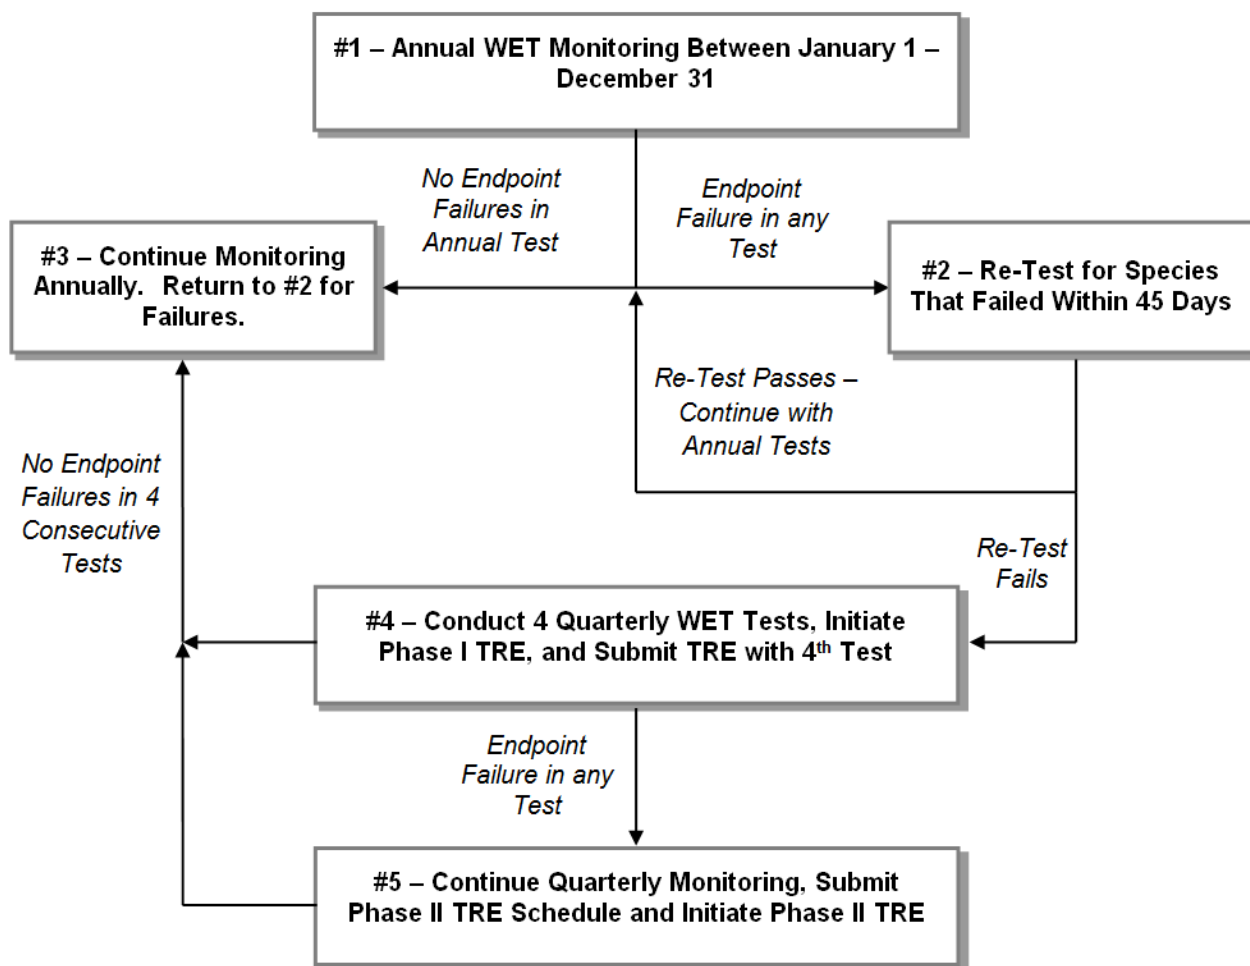 #1 – Annual WET Monitoring Between January 1 –
December 31
No Endpoint
Failures in
Annual Test
Endpoint
Failure in any
Test
#3 – Continue Monitoring
Annually.   Return to #2 for
Failures.
#2 – Re-Test for Species
That Failed Within 45 Days
Re-Test Passes –
Continue with
Annual Tests
No Endpoint
Failures in 4
Consecutive
Tests
Re-Test
Fails
#4 – Conduct 4 Quarterly WET Tests, Initiate
Phase I TRE, and Submit TRE with 4th Test
Endpoint
Failure in any
Test
#5 – Continue Quarterly Monitoring, Submit
Phase II TRE Schedule and Initiate Phase II TRE